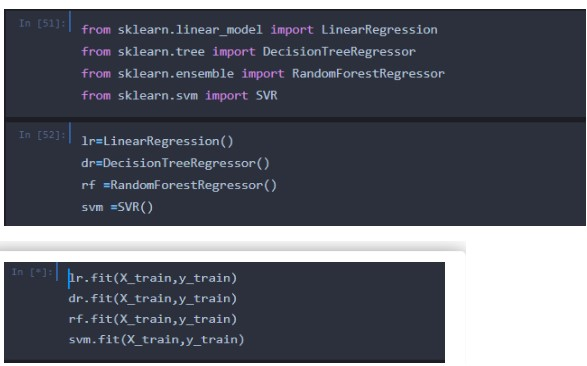 In [51]:
from sklearn.linear_model import LinearRegression
from sklearn.tree import DecisionTreeRegressor
from sklearn.ensemble import RandomForestRegressor
from sklearn.svm import SVR
In [52]:
lr=LinearRegression()
dr=DecisionTreeRegressor()
rf =RandomForestRegressor()
svm =SVR()
In [*]:
lr.fit(X_train,y_train)
dr.fit(X_train,y_train)
rf.fit(X_train,y_train)
svm.fit(X_train,y_train)